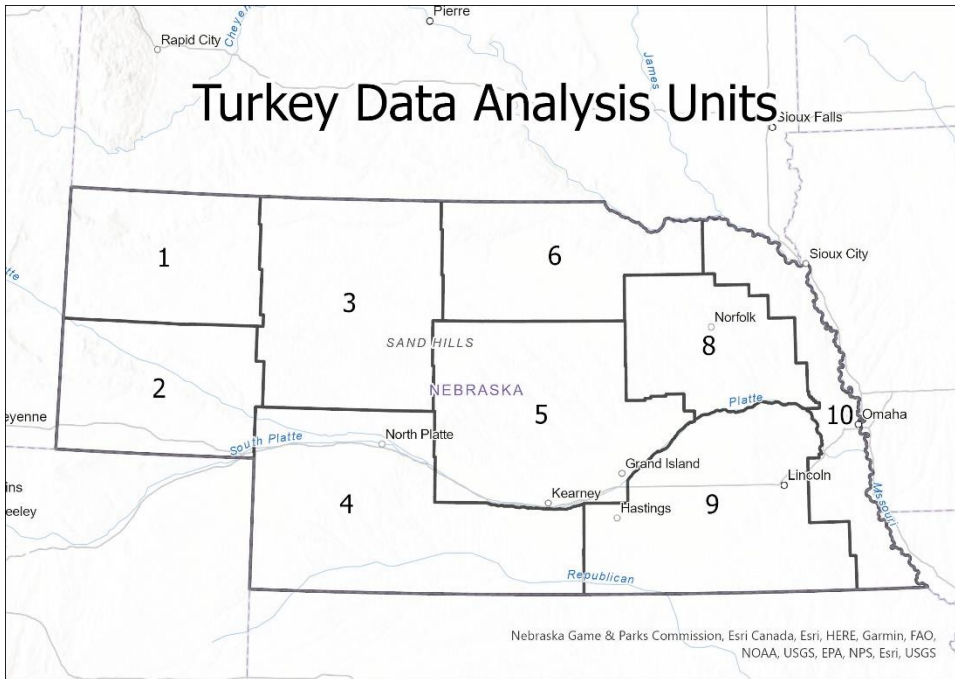 Pierre
Rapid City
Cheyen
James
Turkey Data Analysis Units
Sioux Falls
1
6
Sioux City
3
Norfolk
SAND HILLS
8
2
NEBRASKA
Platte
5
10
Omaha
eyenne
South Platte
North Platte
Grand Island
Lincoln
ins
Kearney
4
9
eeley
Hastings
Missouri
Republican
Nebraska Game & Parks Commission, Esri Canada, Esri, HERE, Garmin, FAO,
NOAA, USGS, EPA, NPS, Esri, USGS